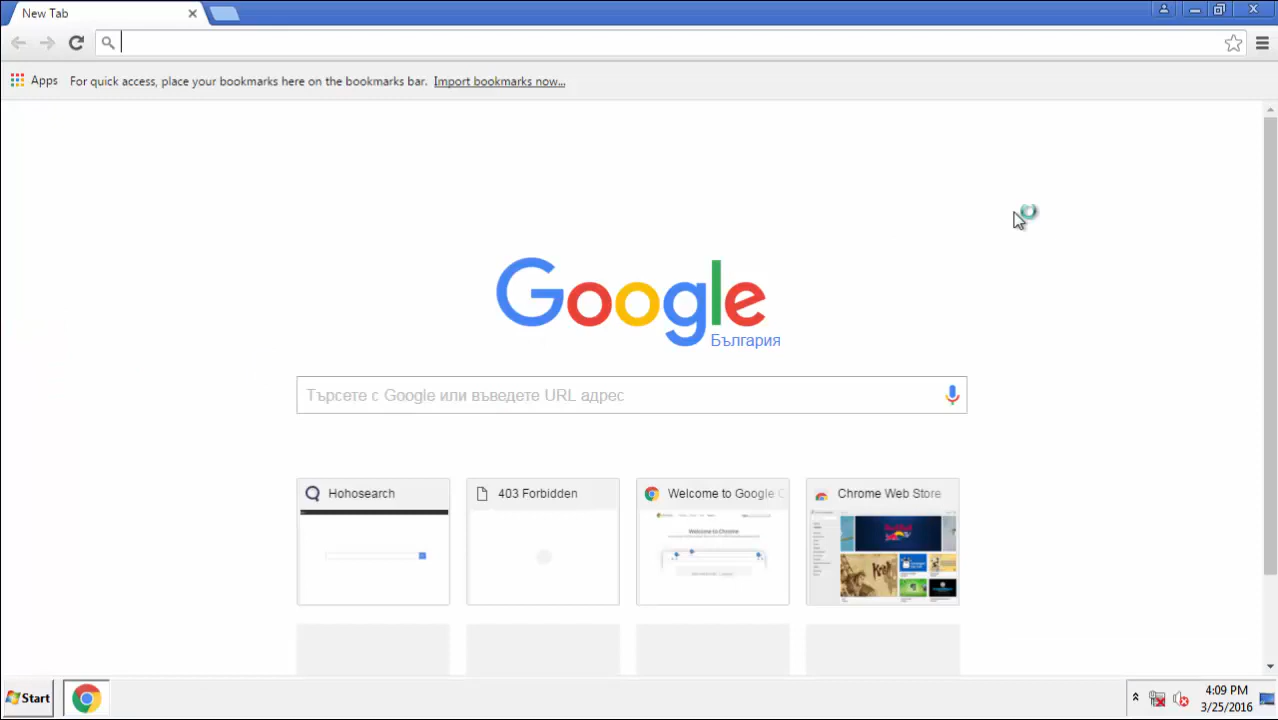 New Tab
Apps For quick access, place your bookmarks here on the bookmarks bar. Import bookmarks now...
Google
България
Търсете с Google или въведете URL адрес
Hohosearch
403 Forbidden
Welcome to Google C
Chrome Web Store
Welcome to Chrome
Start
4:09 PM
3/25/2016